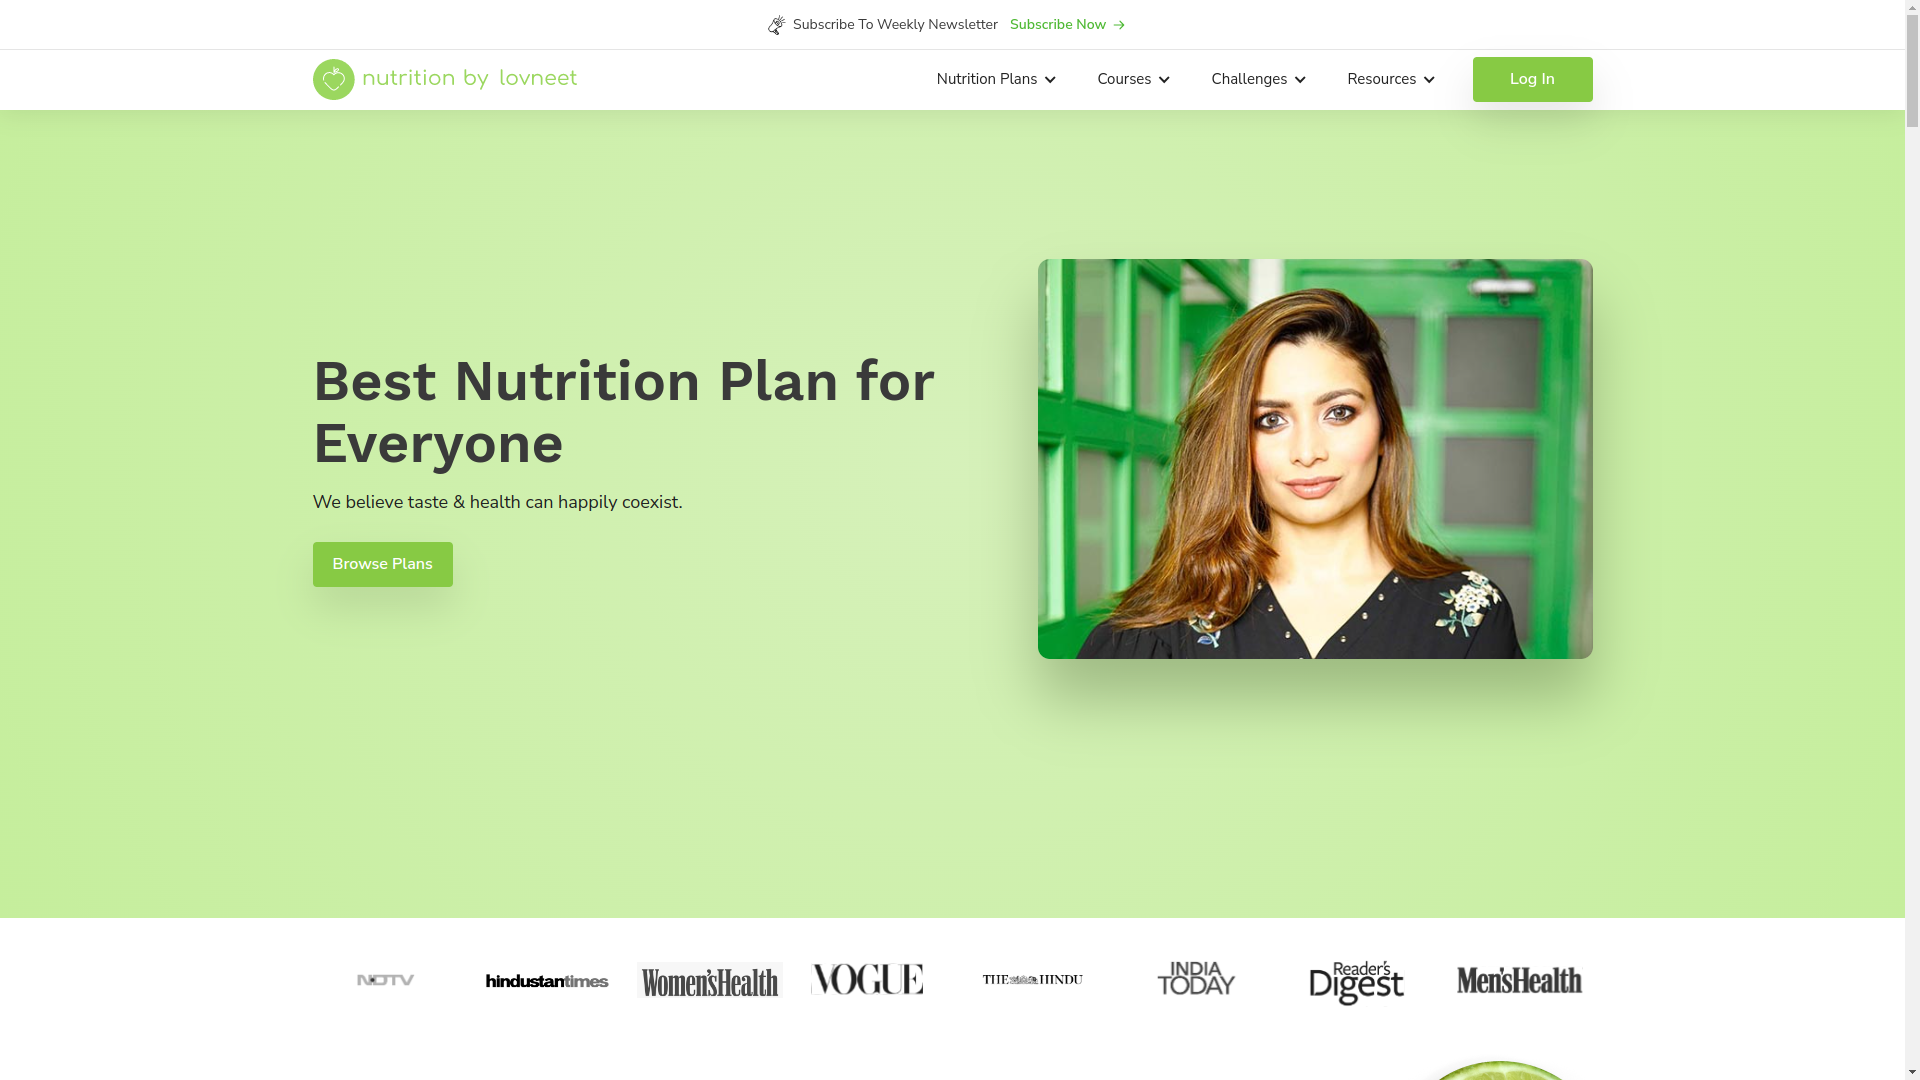 Subscribe To Weekly Newsletter Subscribe Now →
nutrition by lovneet
Nutrition Plans
Courses
Challenges
Resources
Log In
Best Nutrition Plan for
Everyone
We believe taste & health can happily coexist.
Browse Plans
NDTV
hindustantimes
Women'sHealth
VOGUE
THE HINDU
INDIA
TODAY
Reader's
Digest
Men'sHealth